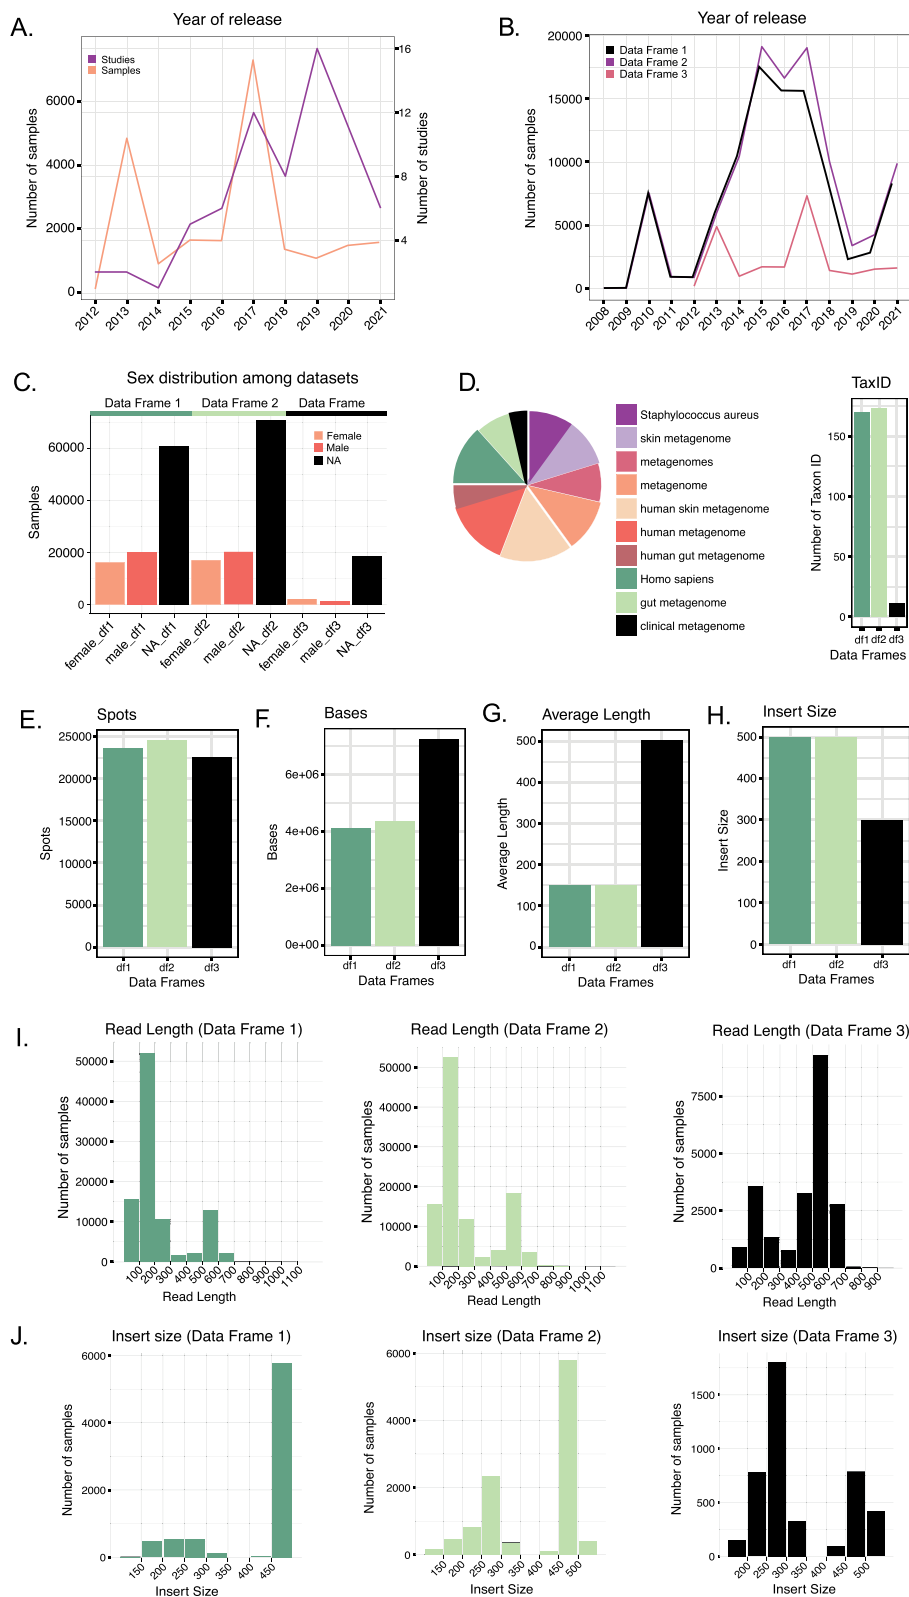 A.
Year of release
Studies
Samples
Number of samples
Number of studies
6000
4000
2000
0
16
12
8
4
2012
2013
2014
2015
2016
2017
2018
2019
2020
2021
B.
Year of release
Data Frame 1
Data Frame 2
Data Frame 3
Number of samples
20000
15000
10000
5000
0
2008
2009
2010
2011
2012
2013
2014
2015
2016
2017
2018
2019
2020
2021
C.
Sex distribution among datasets
Data Frame 1
Data Frame 2
Data Frame
Female
Male
NA
Samples
60000
40000
20000
0
female_df1
male_df1
NA_df1
female_df2
male_df2
NA_df2
female_df3
male_df3
NA_df3
D.
Staphylococcus aureus
skin metagenome
metagenomes
metagenome
human skin metagenome
human metagenome
human gut metagenome
Homo sapiens
gut metagenome
clinical metagenome
TaxID
Number of Taxon ID
150
100
50
0
df1 df2 df3
Data Frames
E.
Spots
Spots
25000
20000
15000
10000
5000
0
df1 df2 df3
Data Frames
F.
Bases
Bases
6e+06
4e+06
2e+06
0e+00
df1 df2 df3
Data Frames
G.
Average Length
Average Length
500
400
300
200
150
100
0
df1 df2 df3
Data Frames
H.
Insert Size
Insert Size
500
400
300
200
100
0
df1 df2 df3
Data Frames
I.
Read Length (Data Frame 1)
Number of samples
50000
40000
30000
20000
10000
0
100
200
300
400
500
600
700
800
900
1000
1100
Read Length
Read Length (Data Frame 2)
Number of samples
50000
40000
30000
20000
10000
0
100
200
300
400
500
600
700
800
900
1000
1100
Read Length
Read Length (Data Frame 3)
Number of samples
7500
5000
2500
0
100
200
300
400
500
600
700
800
900
Read Length
J.
Insert size (Data Frame 1)
Number of samples
6000
4000
2000
0
150
200
250
300
350
400
450
Insert Size
Insert size (Data Frame 2)
Number of samples
6000
4000
2000
0
150
200
250
300
350
400
450
500
Insert Size
Insert size (Data Frame 3)
Number of samples
1500
1000
500
0
200
250
300
350
400
450
500
Insert Size